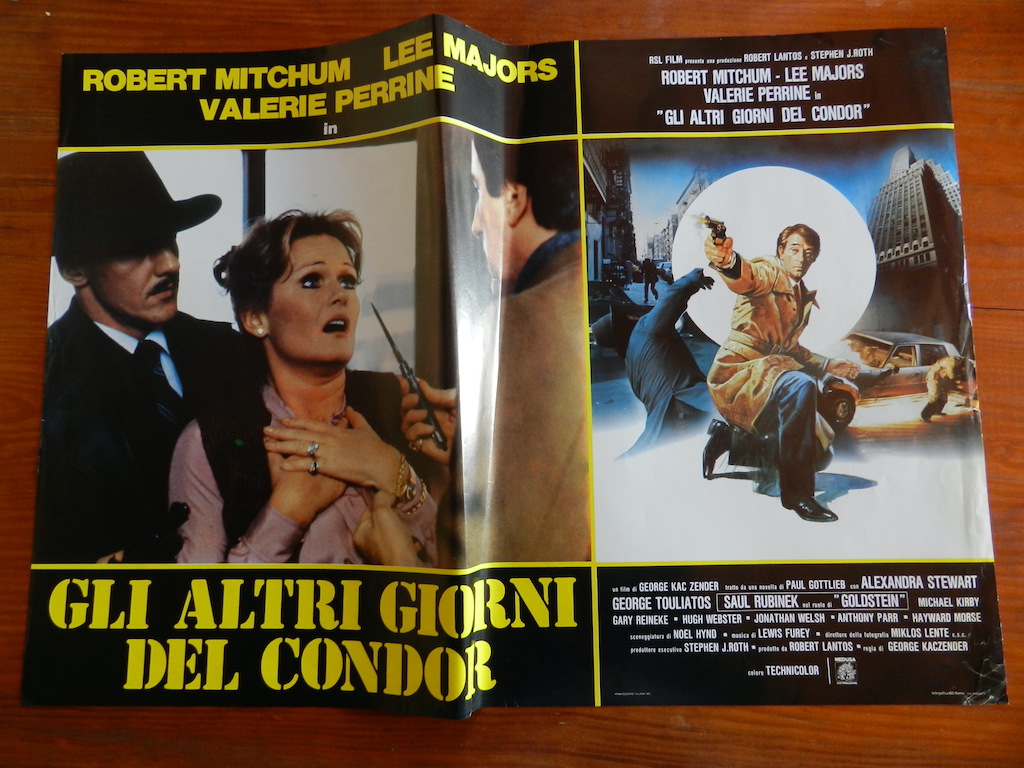 ROBERT MITCHUM LEE MAJORS
VALERIE PERRINE
in
GLI ALTRI GIORNI
DEL CONDOR
RSL FILM presenta una produzione ROBERT LANTOS e STEPHEN J.ROTH
ROBERT MITCHUM - LEE MAJORS
VALERIE PERRINE in
"GLI ALTRI GIORNI DEL CONDOR"
un film di GEORGE KAC ZENDER tratto da una novella di PAUL GOTTLIEB con ALEXANDRA STEWART
GEORGE TOULIATOS SAUL RUBINEK nel ruolo di "GOLDSTEIN" MICHAEL KIRBY
GARY REINEKE • HUGH WEBSTER • JONATHAN WELSH • ANTHONY PARR • HAYWARD MORSE
sceneggiatura di NOEL HYND • musica di LEWIS FUREY • direttore della fotografia MIKLOS LENTE c.s.c.
produttore esecutivo STEPHEN J.ROTH • prodotto da ROBERT LANTOS • regia di GEORGE KACZENDER
colore TECHNICOLOR MEDUSA